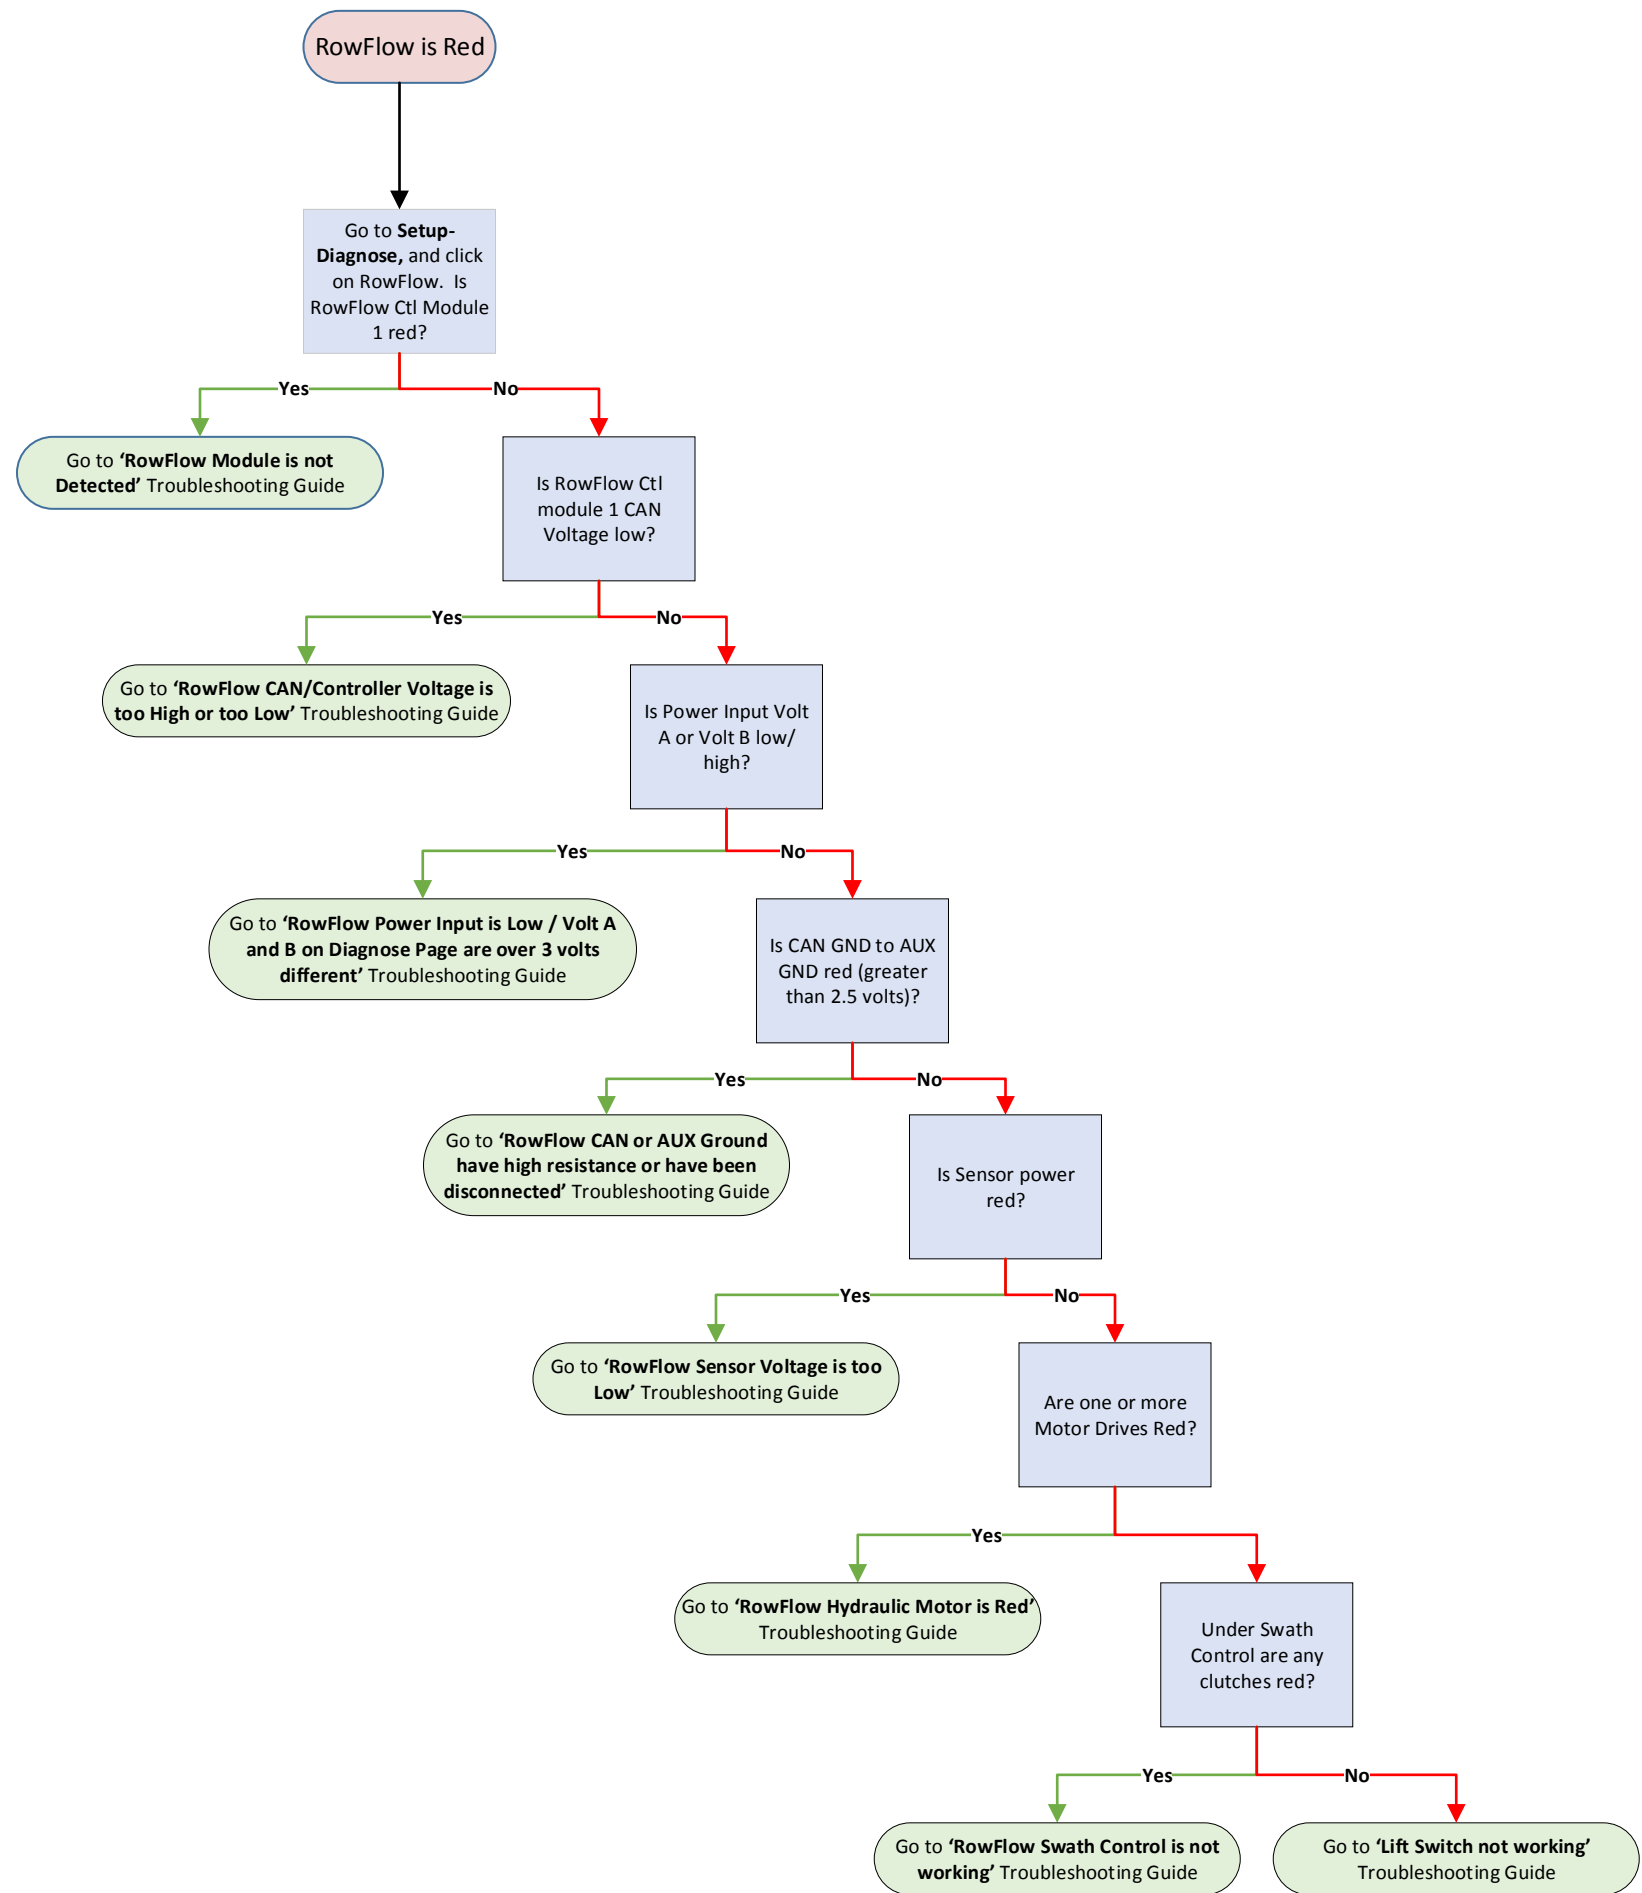 RowFlow is Red
Go to Setup-
Diagnose, and click
on RowFlow.  Is
RowFlow Ctl Module
1 red?
Yes
No
Go to ‘RowFlow Module is not
Detected’ Troubleshooting Guide
Is RowFlow Ctl
module 1 CAN
Voltage low?
Yes
No
Go to ‘RowFlow CAN/Controller Voltage is
too High or too Low’ Troubleshooting Guide
Is Power Input Volt
A or Volt B low/
high?
Yes
No
Go to ‘RowFlow Power Input is Low / Volt A
and B on Diagnose Page are over 3 volts
different’ Troubleshooting Guide
Is CAN GND to AUX
GND red (greater
than 2.5 volts)?
Yes
No
Go to ‘RowFlow CAN or AUX Ground
have high resistance or have been
disconnected’ Troubleshooting Guide
Is Sensor power
red?
Yes
No
Go to ‘RowFlow Sensor Voltage is too
Low’ Troubleshooting Guide
Are one or more
Motor Drives Red?
Yes
Go to ‘RowFlow Hydraulic Motor is Red’
Troubleshooting Guide
Under Swath
Control are any
clutches red?
Yes
No
Go to ‘RowFlow Swath Control is not
working’ Troubleshooting Guide
Go to ‘Lift Switch not working’
Troubleshooting Guide